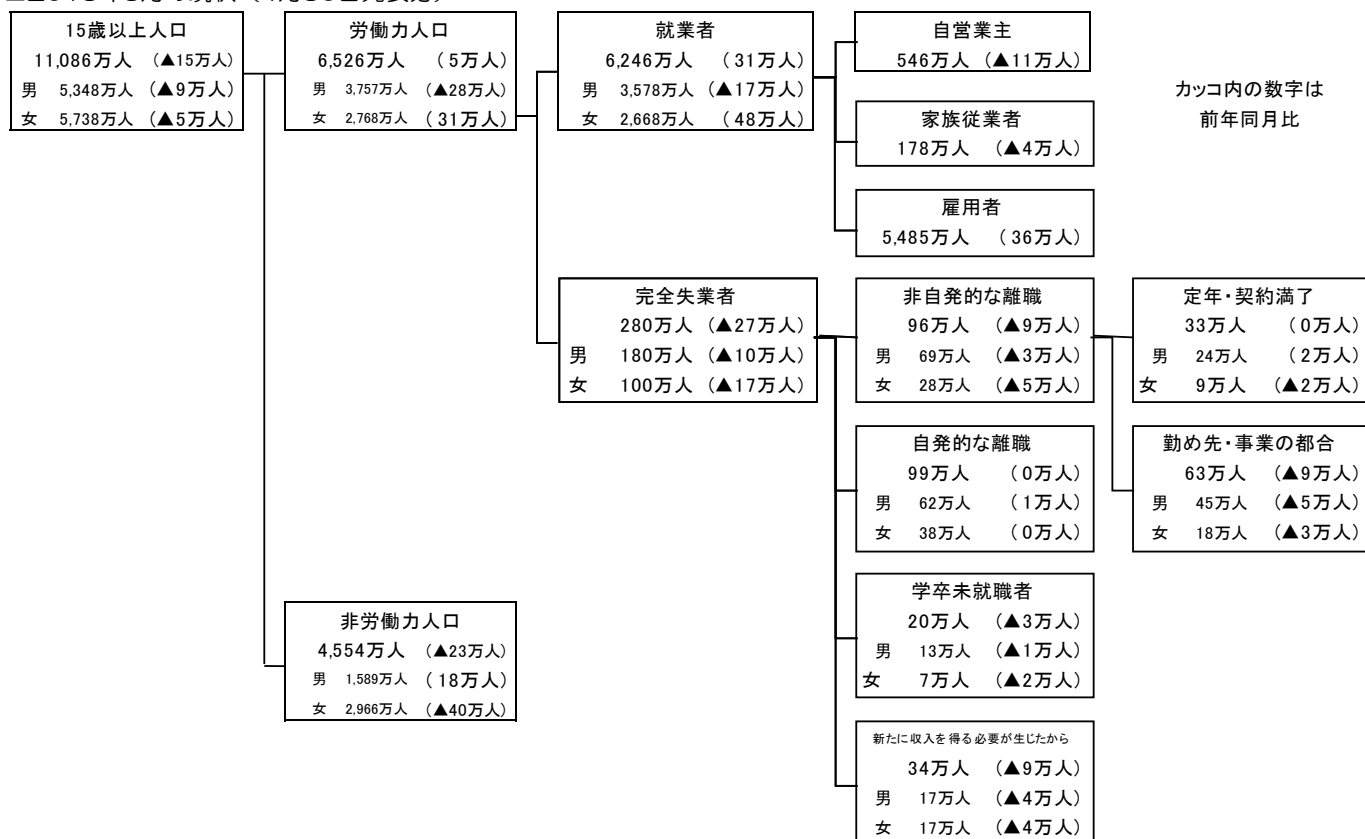 15歳以上人口
11,086万人 (▲15万人)
男 5,348万人 (▲9万人)
女 5,738万人 (▲5万人)
労働力人口
6,526万人 (5万人)
男 3,757万人 (▲28万人)
女 2,768万人 (31万人)
就業者
6,246万人 (31万人)
男 3,578万人 (▲17万人)
女 2,668万人 (48万人)
自営業主
546万人 (▲11万人)
家族従業者
178万人 (▲4万人)
雇用者
5,485万人 (36万人)
カッコ内の数字は
前年同月比
完全失業者
280万人 (▲27万人)
男 180万人 (▲10万人)
女 100万人 (▲17万人)
非自発的な離職
96万人 (▲9万人)
男 69万人 (▲3万人)
女 28万人 (▲5万人)
定年・契約満了
33万人 (0万人)
男 24万人 (2万人)
女 9万人 (▲2万人)
勤め先・事業の都合
63万人 (▲9万人)
男 45万人 (▲5万人)
女 18万人 (▲3万人)
自発的な離職
99万人 (0万人)
男 62万人 (1万人)
女 38万人 (0万人)
学卒未就職者
20万人 (▲3万人)
男 13万人 (▲1万人)
女 7万人 (▲2万人)
新たに収入を得る必要が生じたから
34万人 (▲9万人)
男 17万人 (▲4万人)
女 17万人 (▲4万人)
非労働力人口
4,554万人 (▲23万人)
男 1,589万人 (18万人)
女 2,966万人 (▲40万人)